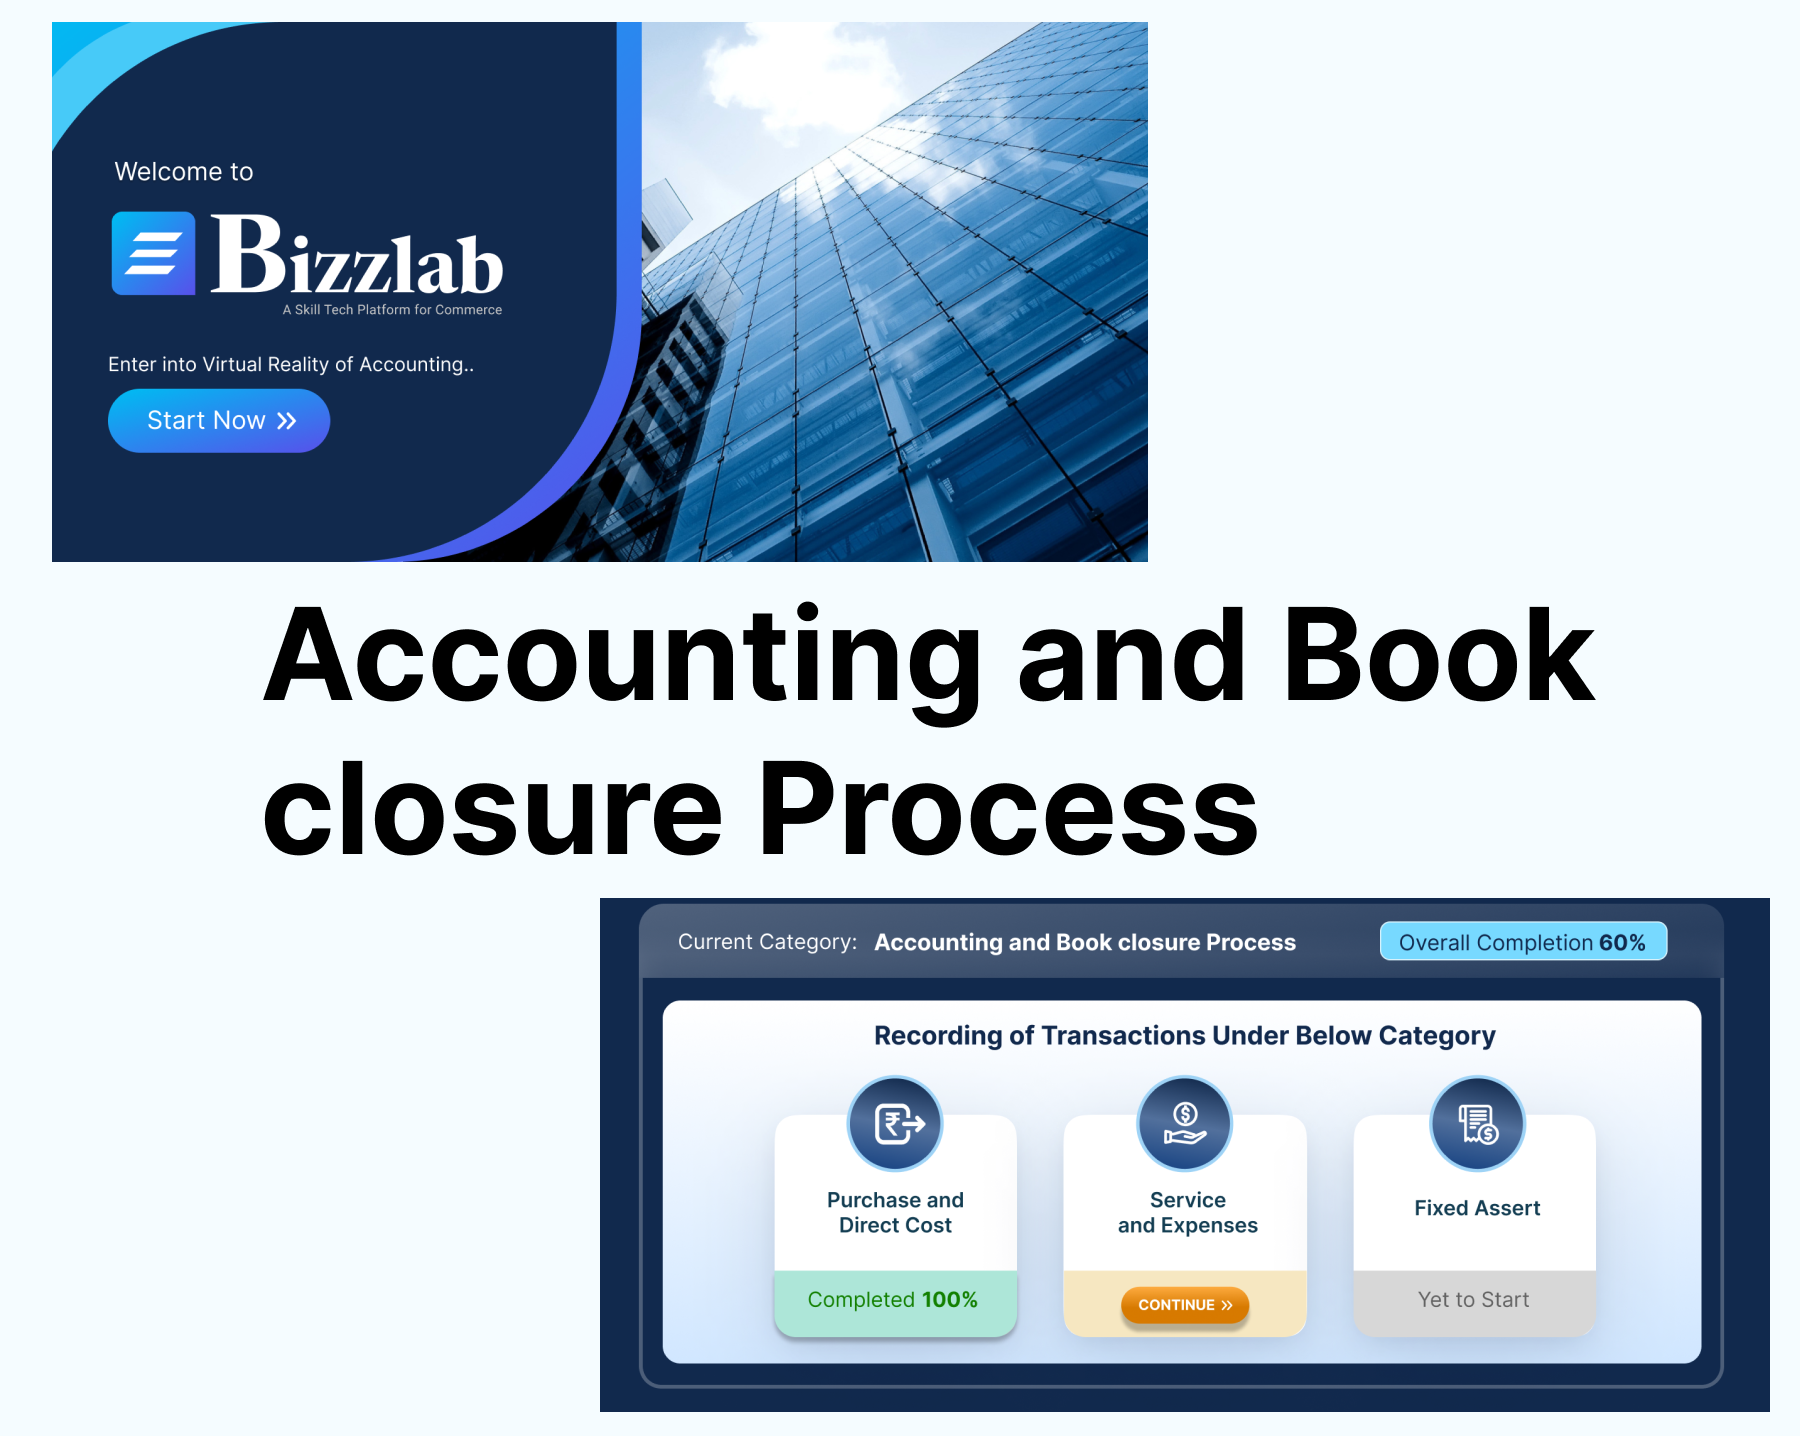 Welcome to
Bizzlab
A Skill Tech Platform for Commerce
Enter into Virtual Reality of Accounting..
Start Now »
Accounting and Book
closure Process
Current Category: Accounting and Book closure Process
Overall Completion 60%
Recording of Transactions Under Below Category
Purchase and
Direct Cost
Completed 100%
Service
and Expenses
CONTINUE »
Fixed Assert
Yet to Start